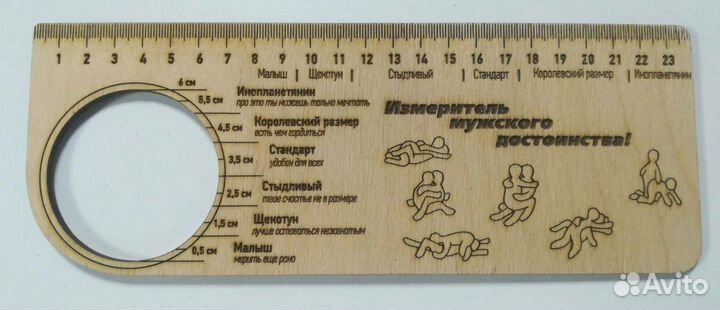 1 2 3 4 5 6 7 8 9 10 11 12 13 14 15 16 17 18 19 20 21 22 23
Малыш | Щекотун | Стыдливый | Стандарт | Королевский размер | Инопланетянин
6 см
Инопланетянин
5,5 см
про это ты можешь только мечтать
Королевский размер
4,5 см
есть чем гордиться
Стандарт
3,5 см
удобен для всех
Стыдливый
2,5 см
твое счастье не в размере
Щекотун
1,5 см
лучше оставаться неженатым
Малыш
0,5 см
мерить еще рано
Измеритель
мужского
достоинства!
Avito